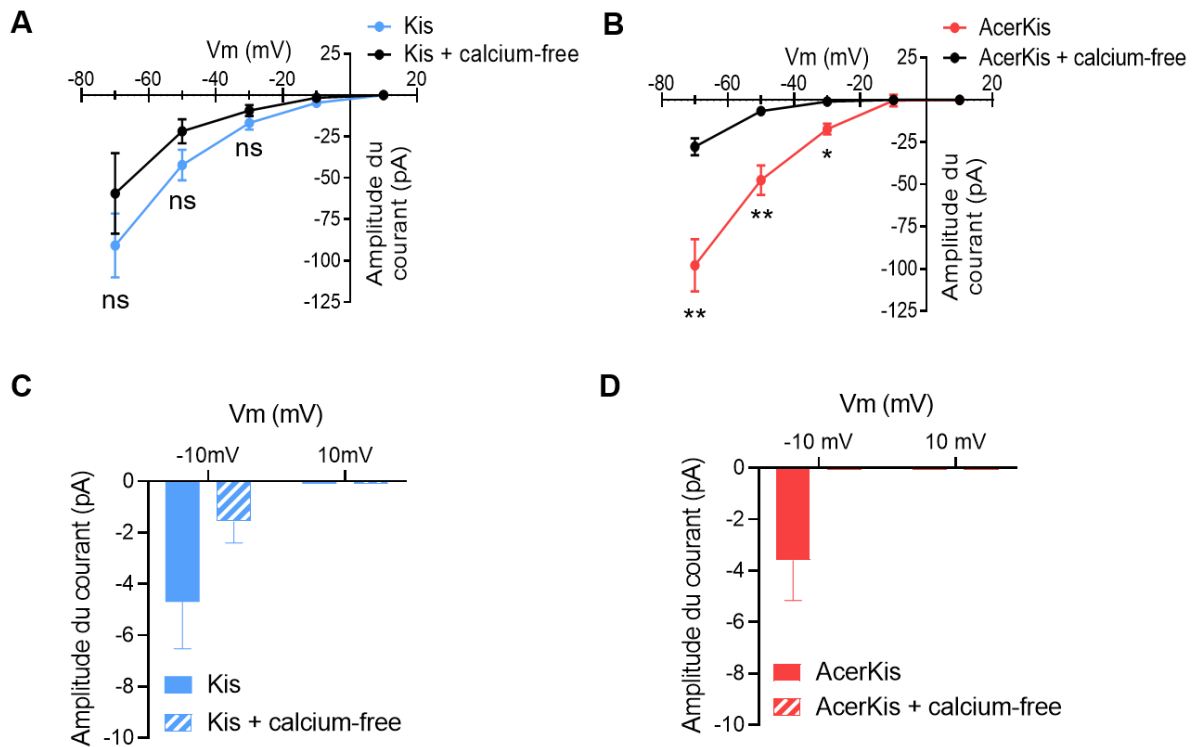 A
Kis
Kis + calcium-free
Vm (mV)
25
-80 -60 -40 -20 20
-25
-50
-75
-100
-125
Amplitude du
courant (pA)
ns
ns
ns
B
AcerKis
AcerKis + calcium-free
Vm (mV)
25
-80 -60 -40 -20 20
-25
-50
-75
-100
-125
Amplitude du
courant (pA)
*
**
**
C
Vm (mV)
-10mV 10mV
0
-2
-4
-6
-8
-10
Amplitude du courant (pA)
Kis
Kis + calcium-free
D
Vm (mV)
-10 mV 10 mV
0
-2
-4
-6
-8
-10
Amplitude du courant (pA)
AcerKis
AcerKis + calcium-free